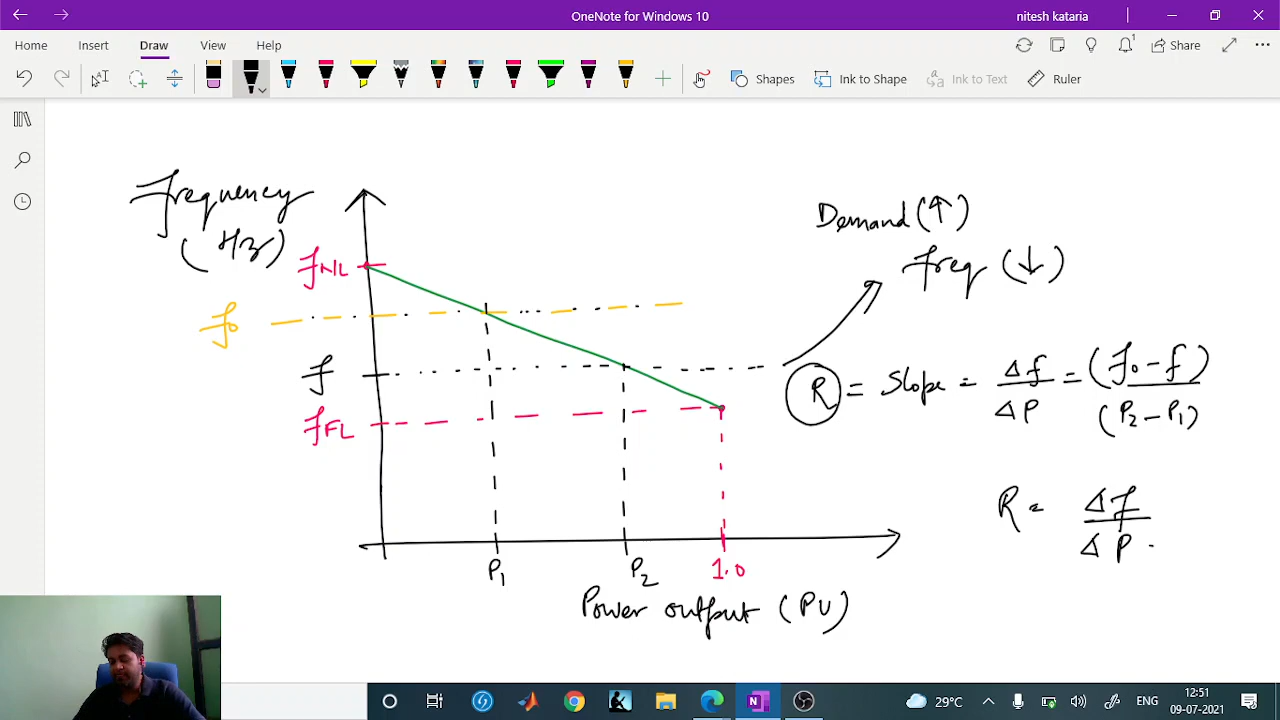 OneNote for Windows 10
nitesh kataria
Home Insert Draw View Help
Share
Shapes
Ink to Shape
Ink to Text
Ruler
Frequency
(Hz)
fNL
f0
f
fFL
P1
P2
1.0
Power output (PU)
Demand (↑)
freq (↓)
R = Slope = Δf/ΔP = (f0 - f)/(P2 - P1)
R = Δf/ΔP
29°C
ENG
12:51
09-07-2021